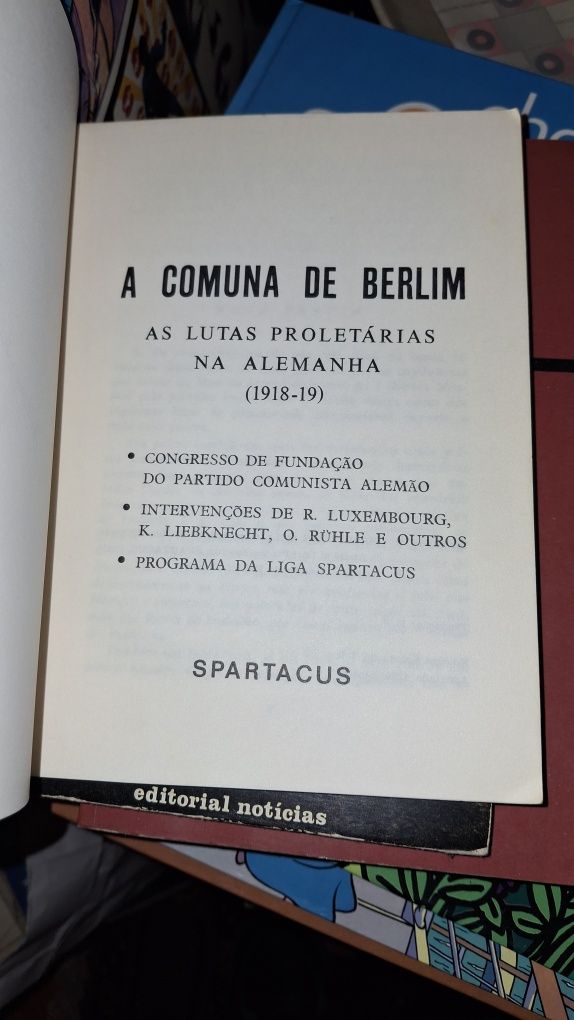 A COMUNA DE BERLIM
AS LUTAS PROLETÁRIAS
NA ALEMANHA
(1918-19)
• CONGRESSO DE FUNDAÇÃO
DO PARTIDO COMUNISTA ALEMÃO
• INTERVENÇÕES DE R. LUXEMBOURG,
K. LIEBKNECHT, O. RÜHLE E OUTROS
• PROGRAMA DA LIGA SPARTACUS
SPARTACUS
editorial notícias